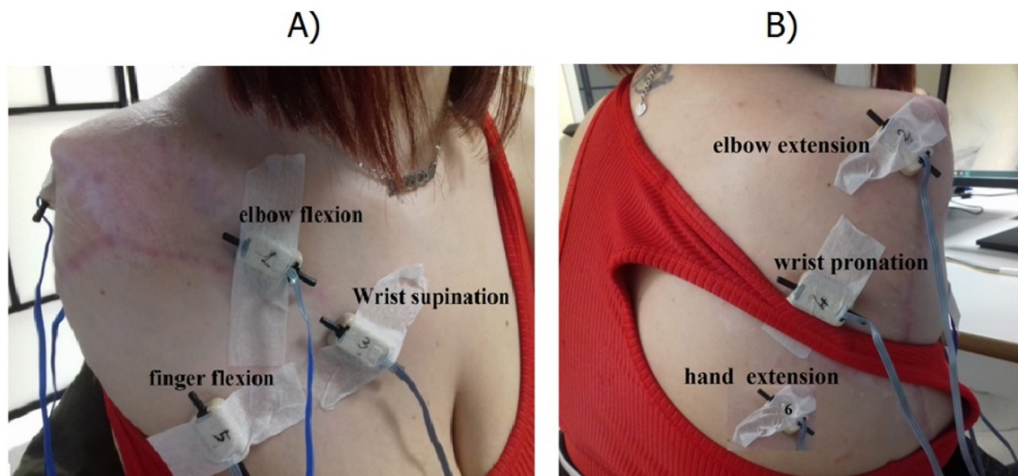 A)
B)
elbow flexion
1
Wrist supination
3
finger flexion
5
elbow extension
2
wrist pronation
4
hand extension
6